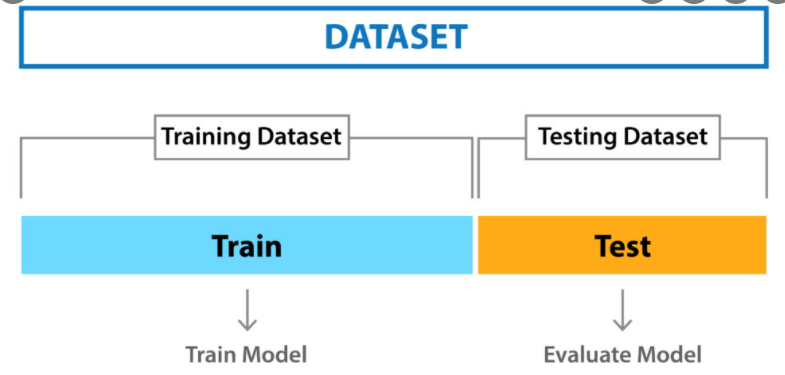 DATASET
Training Dataset
Testing Dataset
Train
Test
Train Model
Evaluate Model